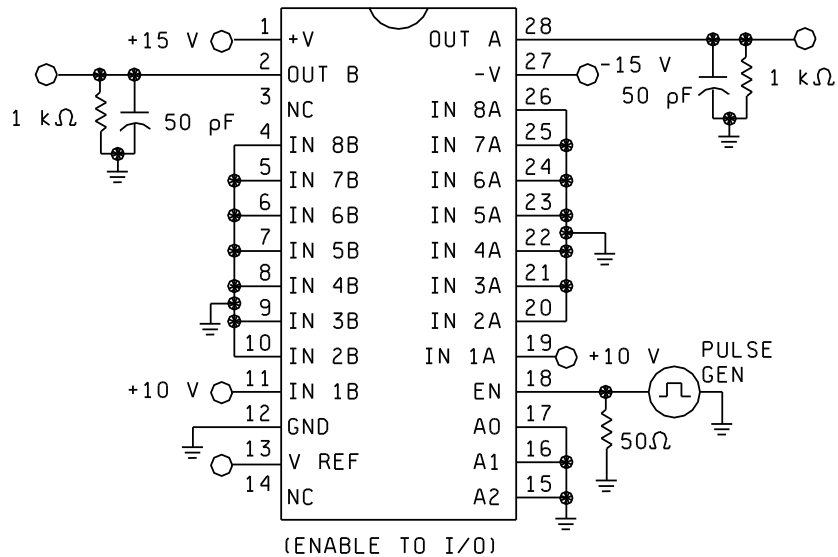 1 28
+15 V +V OUT A
2 27
OUT B -V -15 V
3 26 1 kΩ
50 pF
NC IN 8A
1 kΩ 50 pF
4 25
IN 8B IN 7A
5 24
IN 7B IN 6A
6 23
IN 6B IN 5A
7 22
IN 5B IN 4A
8 21
IN 4B IN 3A
9 20
IN 3B IN 2A
10 19
IN 2B IN 1A +10 V PULSE
GEN
11 18
+10 V IN 1B EN
12 17
GND A0
50Ω
13 16
V REF A1
14 15
NC A2
(ENABLE TO I/O)